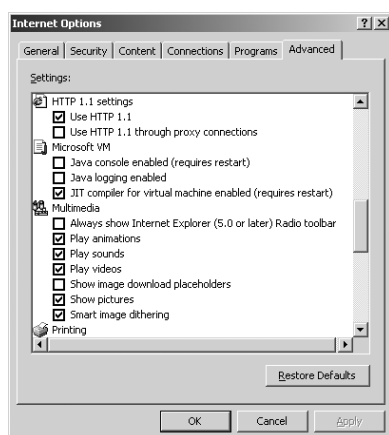 Internet Options
General Security Content Connections Programs Advanced
Settings:
HTTP 1.1 settings
Use HTTP 1.1
Use HTTP 1.1 through proxy connections
Microsoft VM
Java console enabled (requires restart)
Java logging enabled
JIT compiler for virtual machine enabled (requires restart)
Multimedia
Always show Internet Explorer (5.0 or later) Radio toolbar
Play animations
Play sounds
Play videos
Show image download placeholders
Show pictures
Smart image dithering
Printing
Restore Defaults
OK Cancel Apply